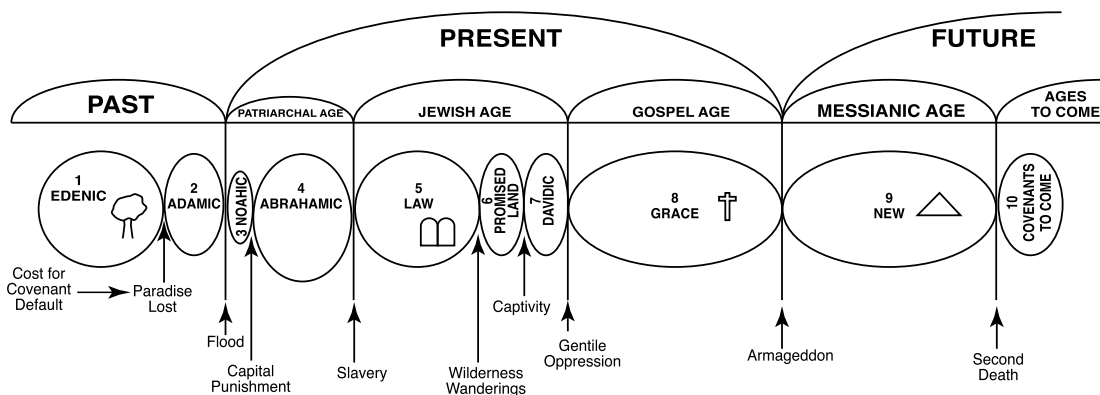 PRESENT
FUTURE
PAST
PATRIARCHAL AGE
JEWISH AGE
GOSPEL AGE
MESSIANIC AGE
AGES
TO COME
1
EDENIC
2
ADAMIC
3 NOAHIC
4
ABRAHAMIC
5
LAW
6
PROMISED
LAND
7
DAVIDIC
8
GRACE
9
NEW
10
COVENANTS
TO COME
Cost for
Covenant
Default
Paradise
Lost
Flood
Capital
Punishment
Slavery
Wilderness
Wanderings
Captivity
Gentile
Oppression
Armageddon
Second
Death